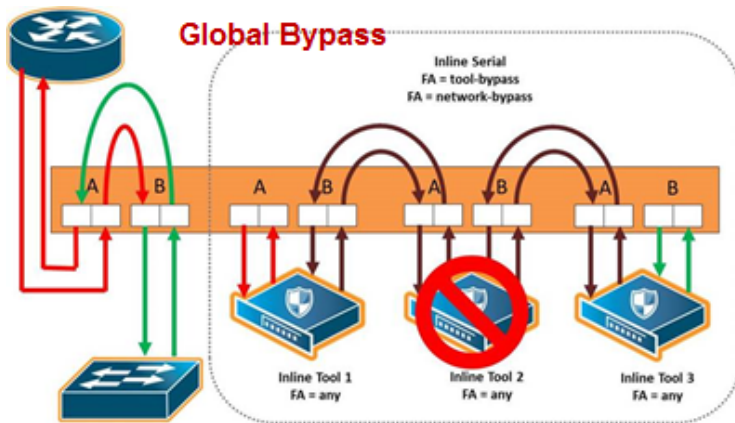 Global Bypass
Inline Serial
FA = tool-bypass
FA = network-bypass
A B A B A B A B
Inline Tool 1
FA = any
Inline Tool 2
FA = any
Inline Tool 3
FA = any